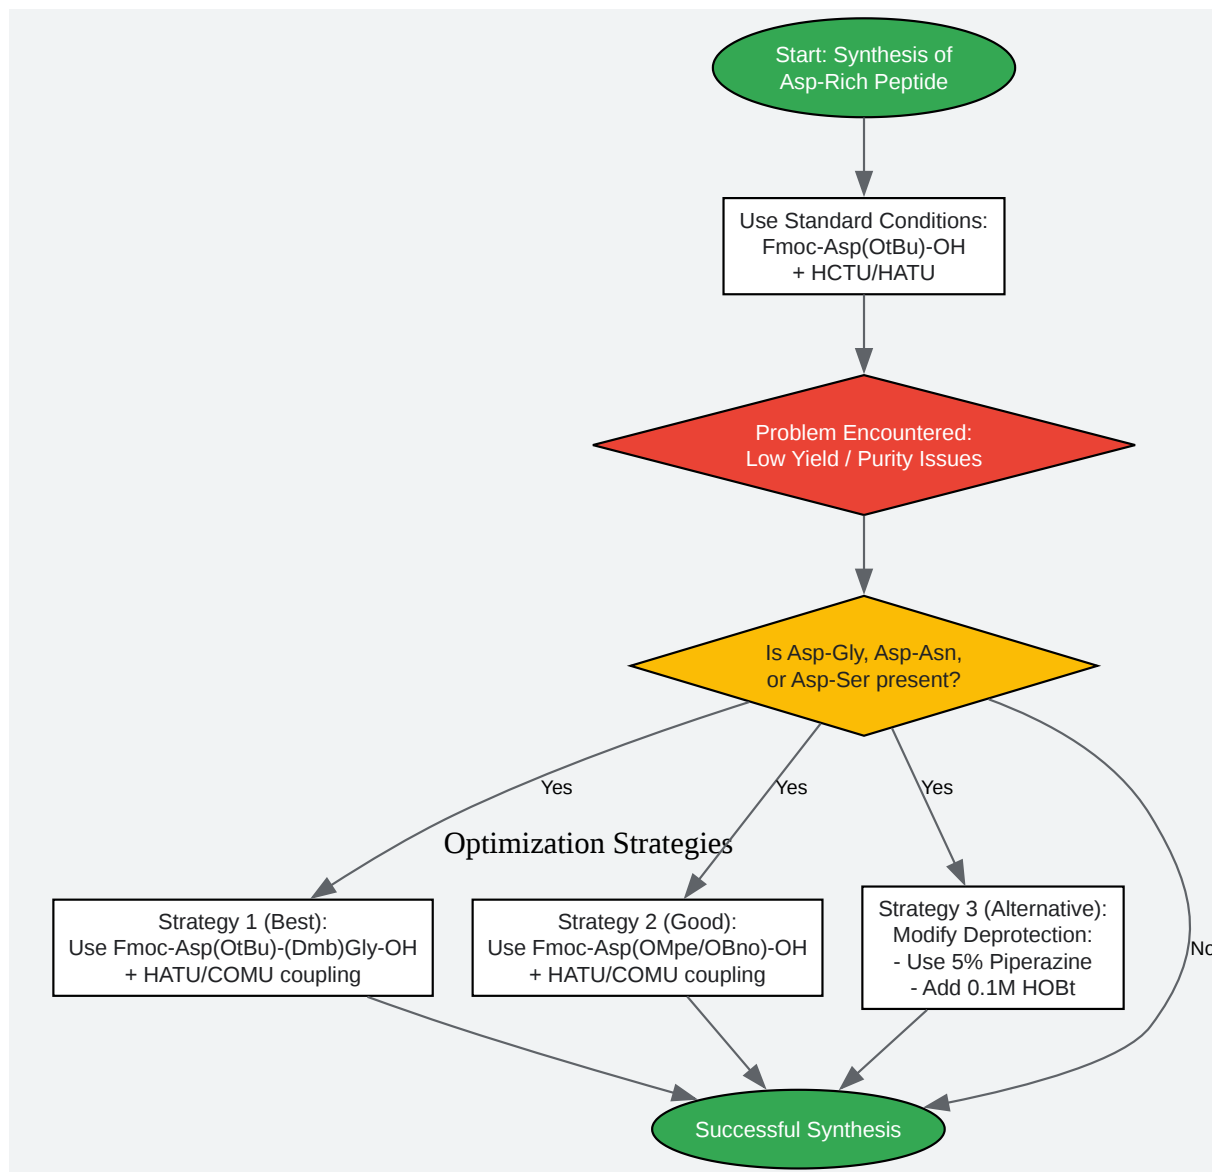 Start: Synthesis of
Asp-Rich Peptide
Use Standard Conditions:
Fmoc-Asp(OtBu)-OH
+ HCTU/HATU
Problem Encountered:
Low Yield / Purity Issues
Is Asp-Gly, Asp-Asn,
or Asp-Ser present?
Yes
Yes
Yes
No
Optimization Strategies
Strategy 1 (Best):
Use Fmoc-Asp(OtBu)-(Dmb)Gly-OH
+ HATU/COMU coupling
Strategy 2 (Good):
Use Fmoc-Asp(OMpe/OBno)-OH
+ HATU/COMU coupling
Strategy 3 (Alternative):
Modify Deprotection:
- Use 5% Piperazine
- Add 0.1M HOBt
Successful Synthesis